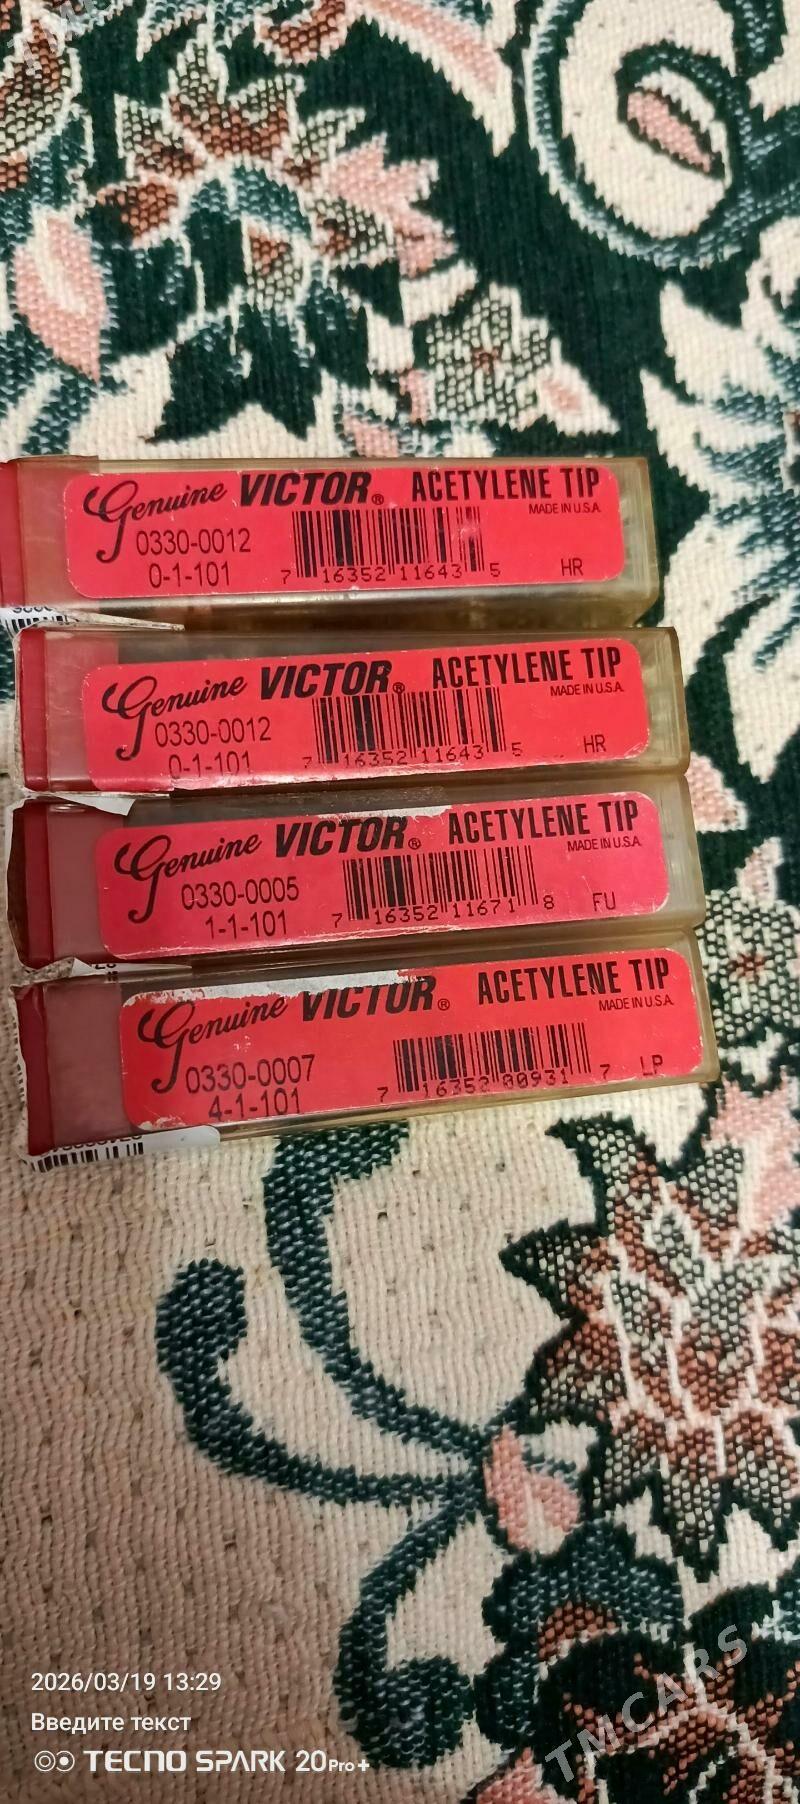 Genuine VICTOR® ACETYLENE TIP
MADE IN U.S.A.
0330-0012
0-1-101
7 16352 11643 5
HR
Genuine VICTOR® ACETYLENE TIP
MADE IN U.S.A.
0330-0012
0-1-101
7 16352 11643 5
HR
Genuine VICTOR® ACETYLENE TIP
MADE IN U.S.A.
0330-0005
1-1-101
7 16352 11671 8
FU
Genuine VICTOR® ACETYLENE TIP
MADE IN U.S.A.
0330-0007
4-1-101
7 16352 00931 7
LP
2026/03/19 13:29
Введите текст
TECNO SPARK 20Pro+
TMCARS